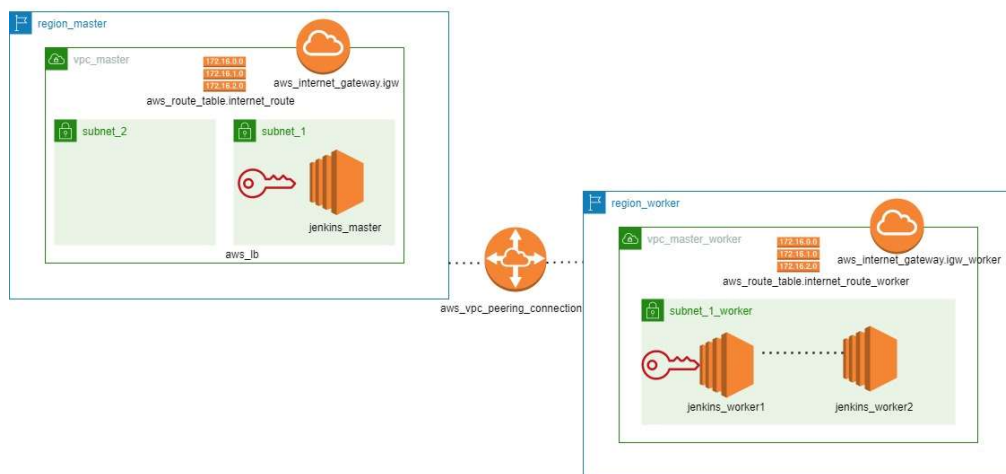 region_master
vpc_master
172.16.0.0
172.16.1.0
172.16.2.0
aws_internet_gateway.igw
aws_route_table.internet_route
subnet_2
subnet_1
jenkins_master
aws_lb
aws_vpc_peering_connection
region_worker
vpc_master_worker
172.16.0.0
172.16.1.0
172.16.2.0
aws_internet_gateway.igw_worker
aws_route_table.internet_route_worker
subnet_1_worker
jenkins_worker1
jenkins_worker2